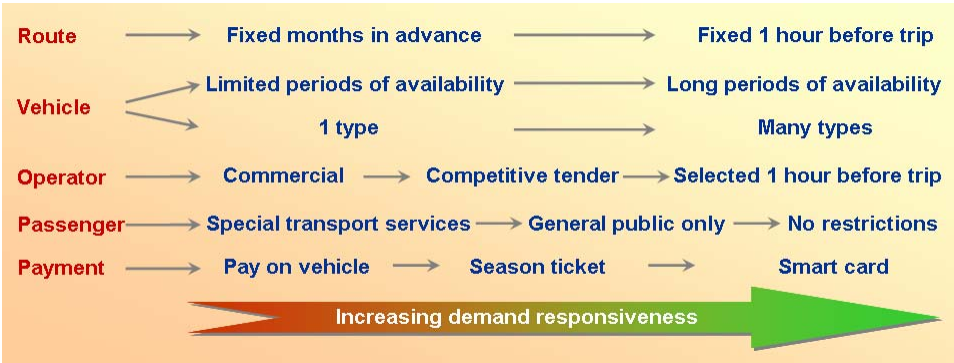 Route Fixed months in advance Fixed 1 hour before trip
Limited periods of availability Long periods of availability
Vehicle
1 type Many types
Operator Commercial Competitive tender Selected 1 hour before trip
Passenger Special transport services General public only No restrictions
Payment Pay on vehicle Season ticket Smart card
Increasing demand responsiveness